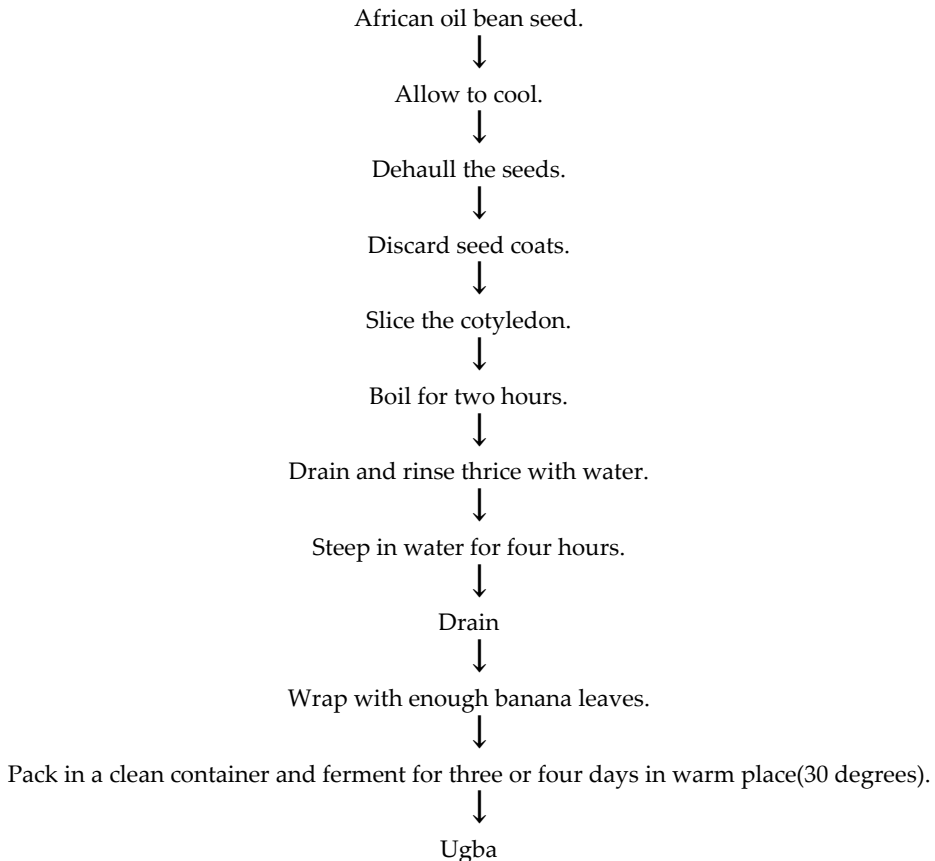 African oil bean seed.
Allow to cool.
Dehaull the seeds.
Discard seed coats.
Slice the cotyledon.
Boil for two hours.
Drain and rinse thrice with water.
Steep in water for four hours.
Drain
Wrap with enough banana leaves.
Pack in a clean container and ferment for three or four days in warm place(30 degrees).
Ugba